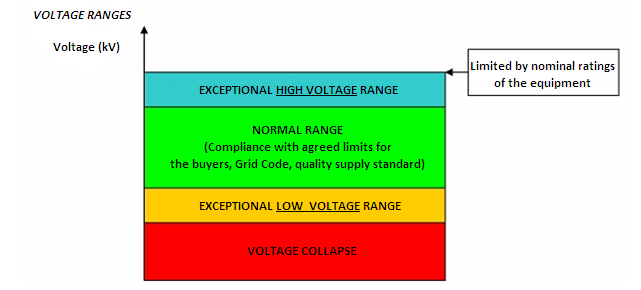 VOLTAGE RANGES
Voltage (kV)
Limited by nominal ratings
of the equipment
EXCEPTIONAL HIGH VOLTAGE RANGE
NORMAL RANGE
(Compliance with agreed limits for
the buyers, Grid Code, quality supply standard)
EXCEPTIONAL LOW VOLTAGE RANGE
VOLTAGE COLLAPSE